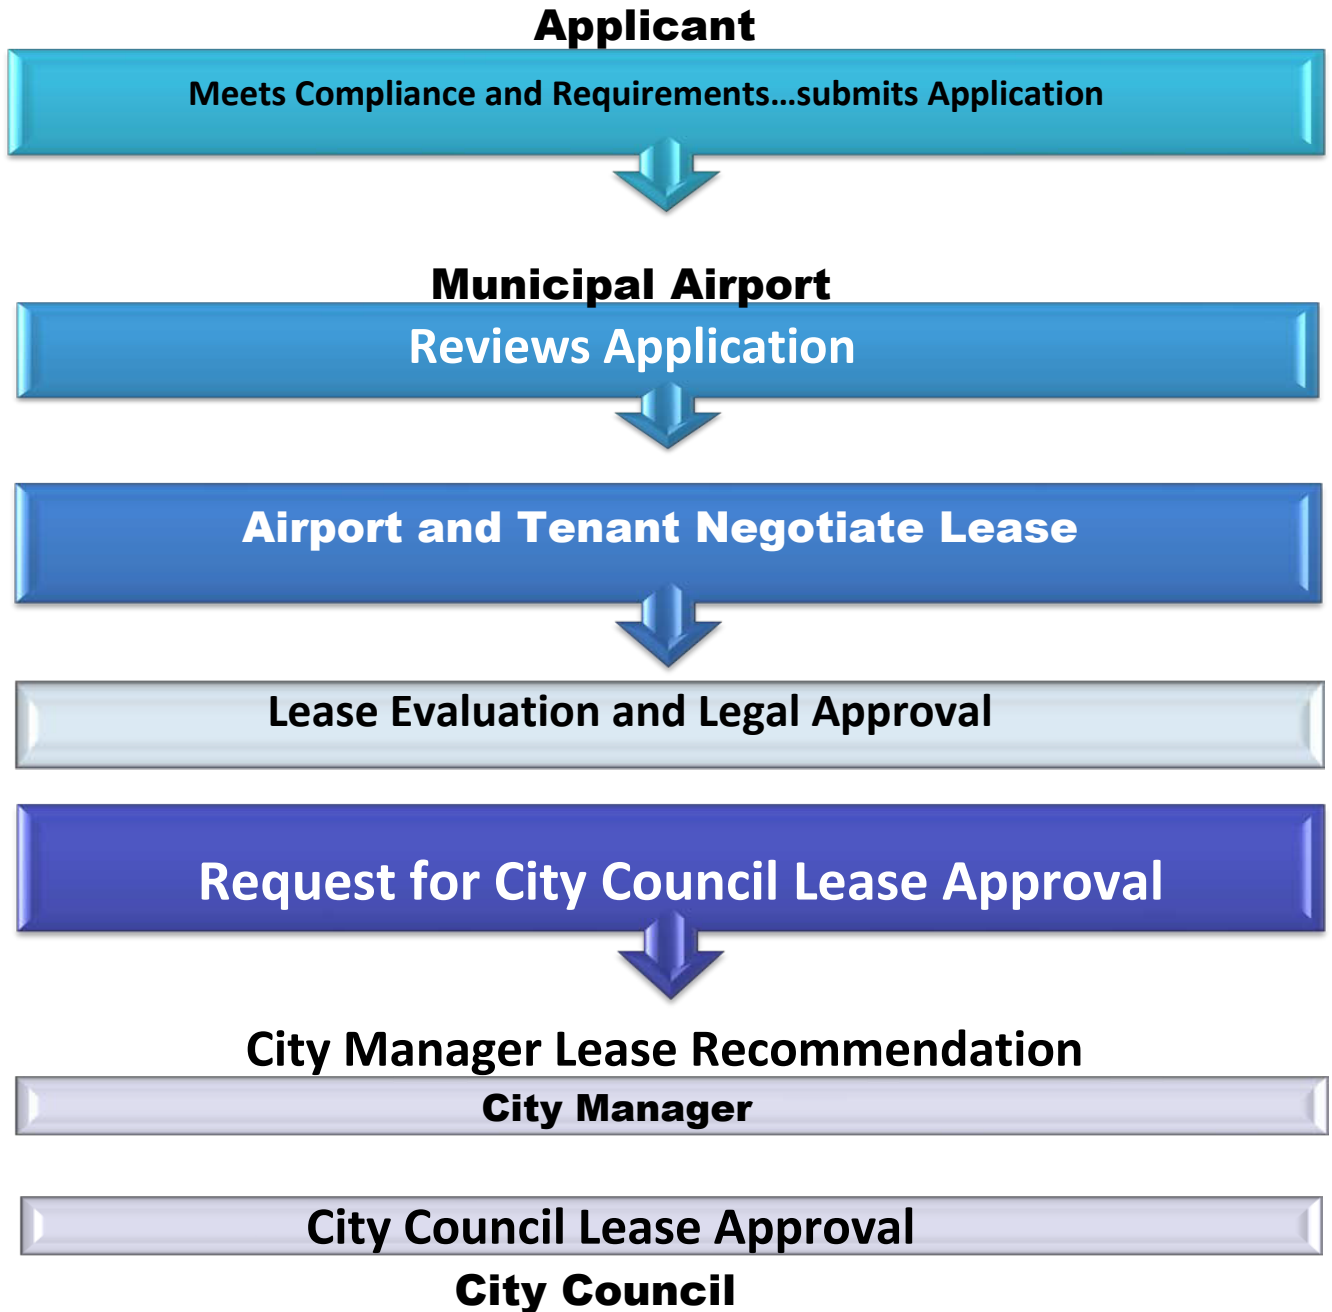 Applicant
Meets Compliance and Requirements...submits Application
Municipal Airport
Reviews Application
Airport and Tenant Negotiate Lease
Lease Evaluation and Legal Approval
Request for City Council Lease Approval
City Manager Lease Recommendation
City Manager
City Council Lease Approval
City Council